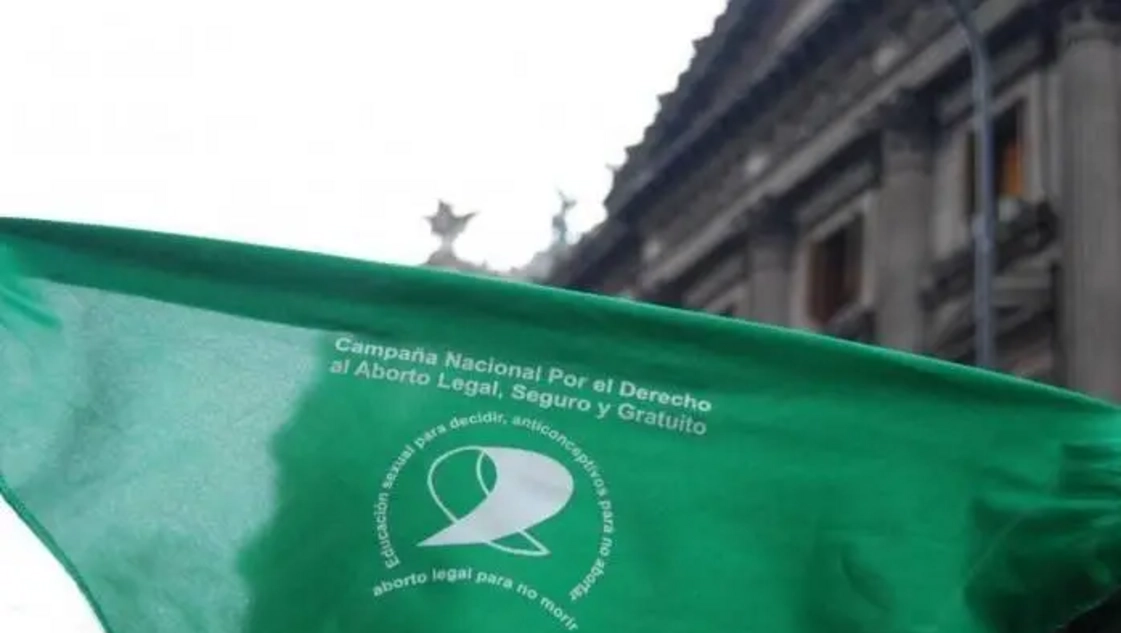 Campaña Nacional Por el Derecho
al Aborto Legal, Seguro y Gratuito
Educación sexual para decidir, anticonceptivos para no abortar
aborto legal para no morir